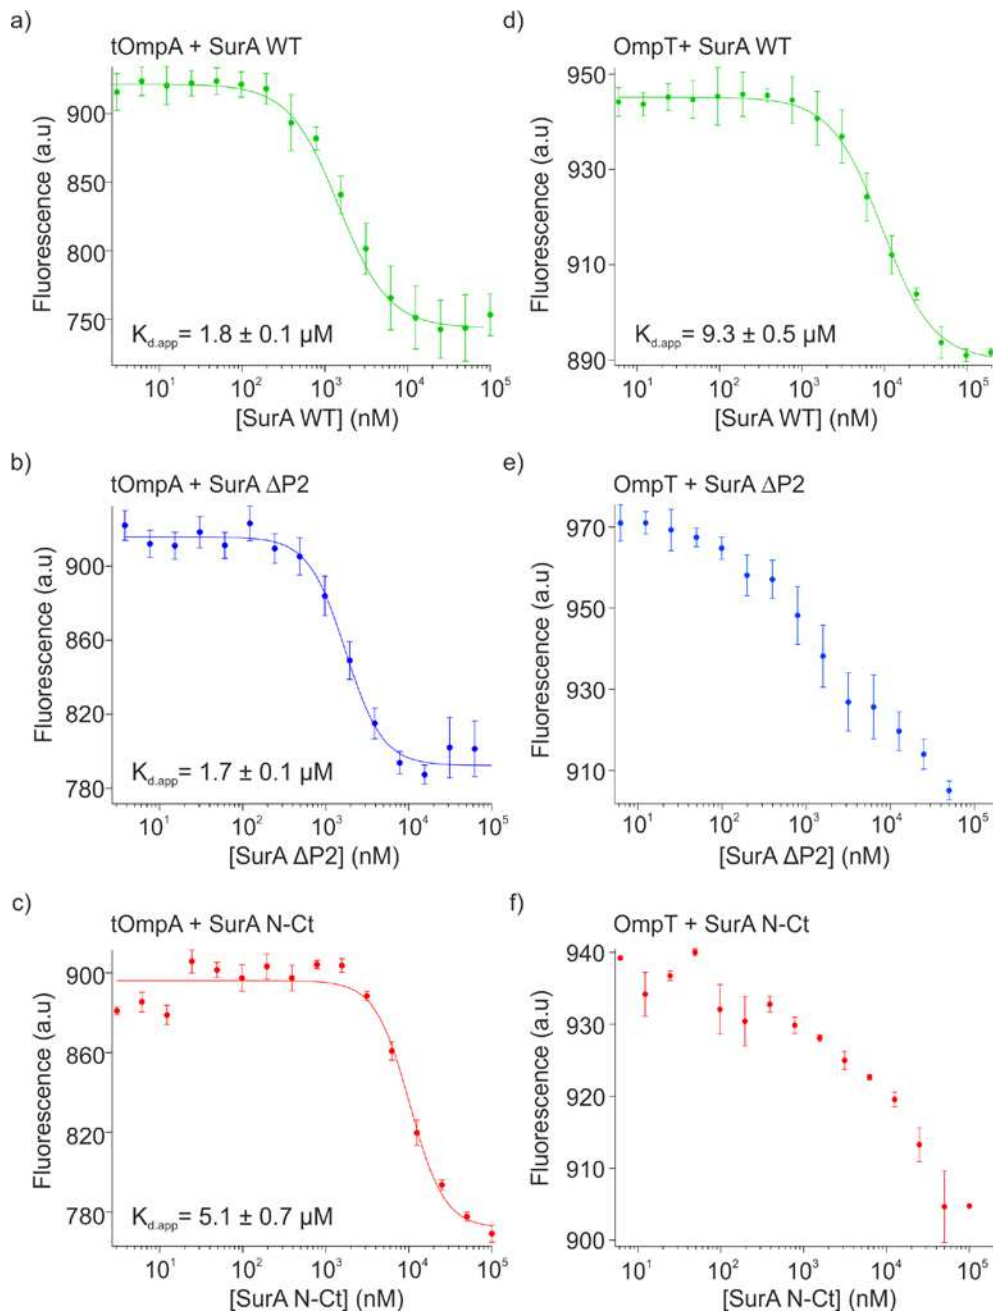 a)
tOmpA + SurA WT
Fluorescence (a.u)
900
850
800
750
K_d.app= 1.8 ± 0.1 µM
10¹ 10² 10³ 10⁴ 10⁵
[SurA WT] (nM)
d)
OmpT+ SurA WT
Fluorescence (a.u)
950
930
910
890
K_d.app= 9.3 ± 0.5 µM
10¹ 10² 10³ 10⁴ 10⁵
[SurA WT] (nM)
b)
tOmpA + SurA ΔP2
Fluorescence (a.u)
900
860
820
780
K_d.app= 1.7 ± 0.1 µM
10¹ 10² 10³ 10⁴ 10⁵
[SurA ΔP2] (nM)
e)
OmpT + SurA ΔP2
Fluorescence (a.u)
970
950
930
910
10¹ 10² 10³ 10⁴ 10⁵
[SurA ΔP2] (nM)
c)
tOmpA + SurA N-Ct
Fluorescence (a.u)
900
860
820
780
K_d.app= 5.1 ± 0.7 µM
10¹ 10² 10³ 10⁴ 10⁵
[SurA N-Ct] (nM)
f)
OmpT + SurA N-Ct
Fluorescence (a.u)
940
930
920
910
900
10¹ 10² 10³ 10⁴ 10⁵
[SurA N-Ct] (nM)